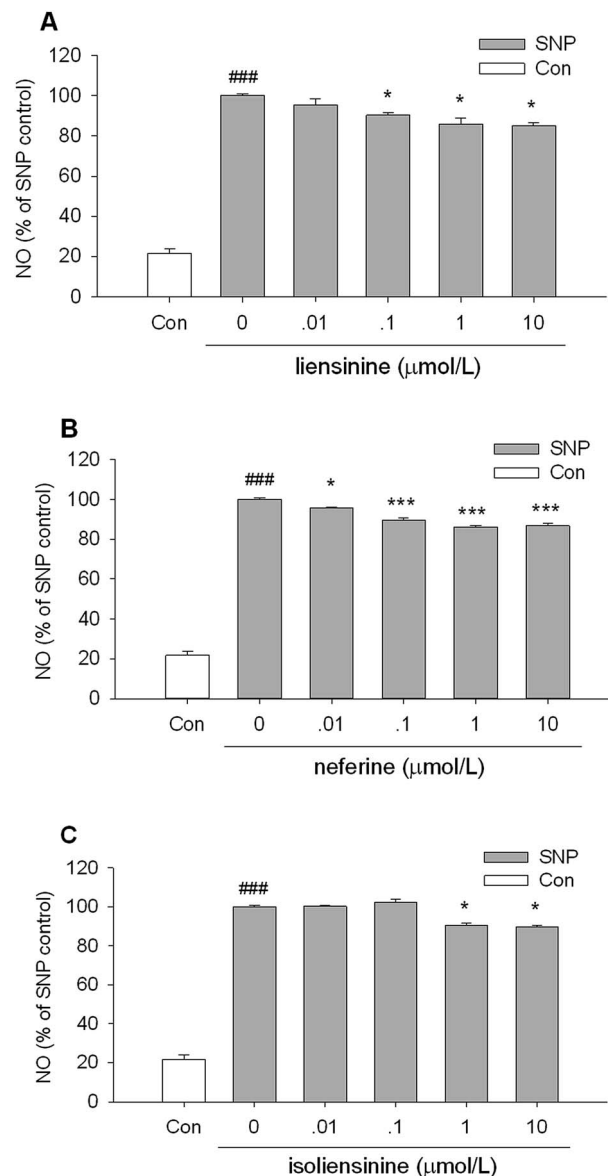 A
SNP
Con
NO (% of SNP control)
120
100
80
60
40
20
0
###
*
*
*
Con
0
.01
.1
1
10
liensinine (μmol/L)
B
SNP
Con
NO (% of SNP control)
120
100
80
60
40
20
0
###
*
***
***
***
Con
0
.01
.1
1
10
neferine (μmol/L)
C
SNP
Con
NO (% of SNP control)
120
100
80
60
40
20
0
###
*
*
Con
0
.01
.1
1
10
isoliensinine (μmol/L)